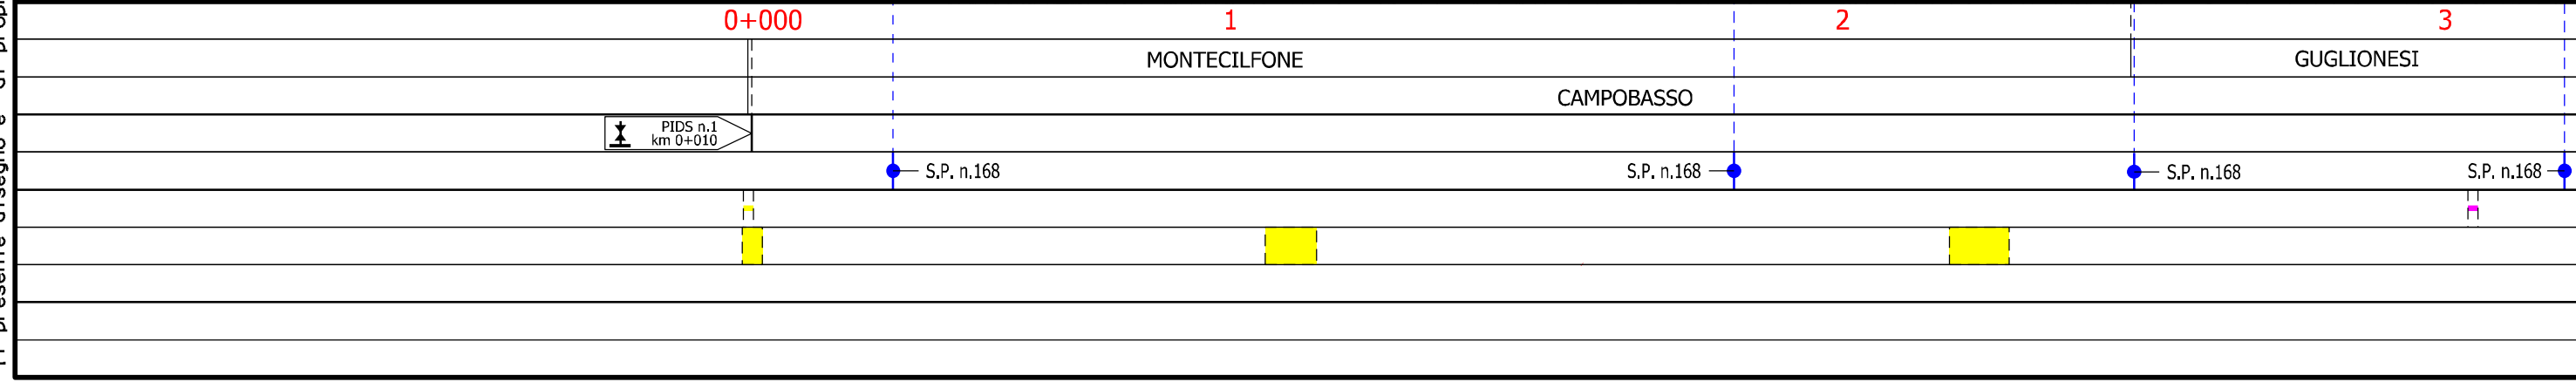 0+000 1 2 3
MONTECILFONE GUGLIONESI
CAMPOBASSO
PIDS n.1
km 0+010
S.P. n.168 S.P. n.168 S.P. n.168 S.P. n.168